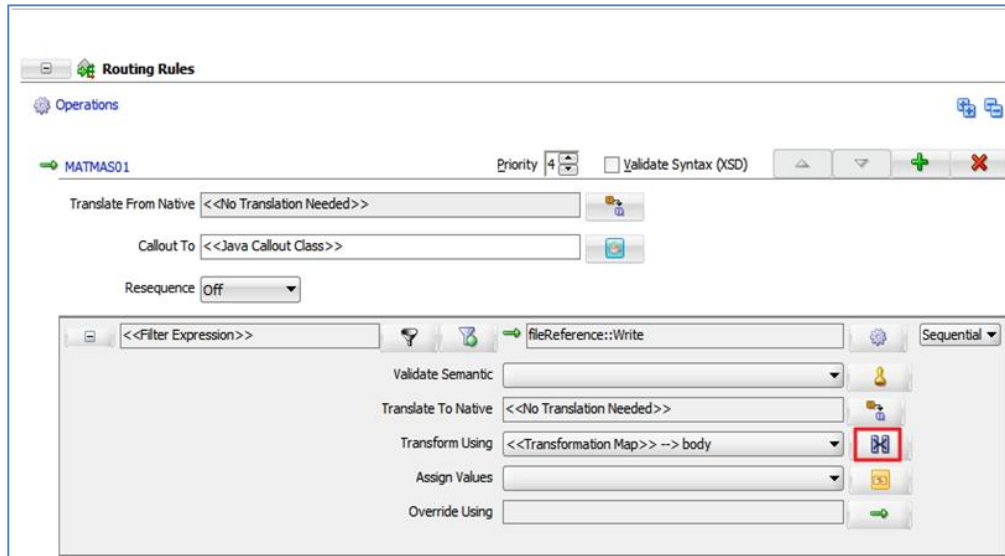 Routing Rules
Operations
MATMAS01 Priority 4 Validate Syntax (XSD)
Translate From Native <<No Translation Needed>>
Callout To <<Java Callout Class>>
Resequence Off
<<Filter Expression>> fileReference::Write Sequential
Validate Semantic
Translate To Native <<No Translation Needed>>
Transform Using <<Transformation Map>> --> body
Assign Values
Override Using